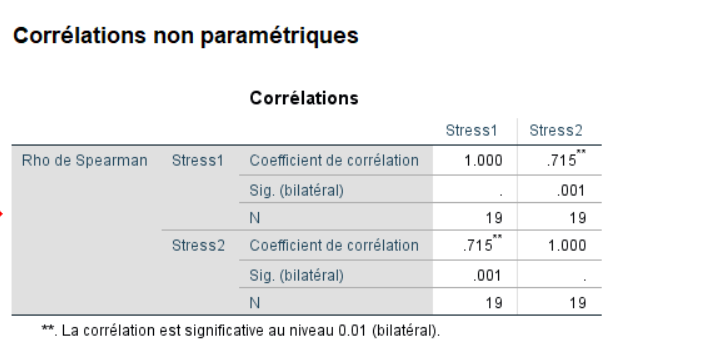 Corrélations non paramétriques
Corrélations
Stress1 Stress2
Rho de Spearman Stress1 Coefficient de corrélation 1.000 .715**
Sig. (bilatéral) . .001
N 19 19
Stress2 Coefficient de corrélation .715** 1.000
Sig. (bilatéral) .001 .
N 19 19
**. La corrélation est significative au niveau 0.01 (bilatéral).